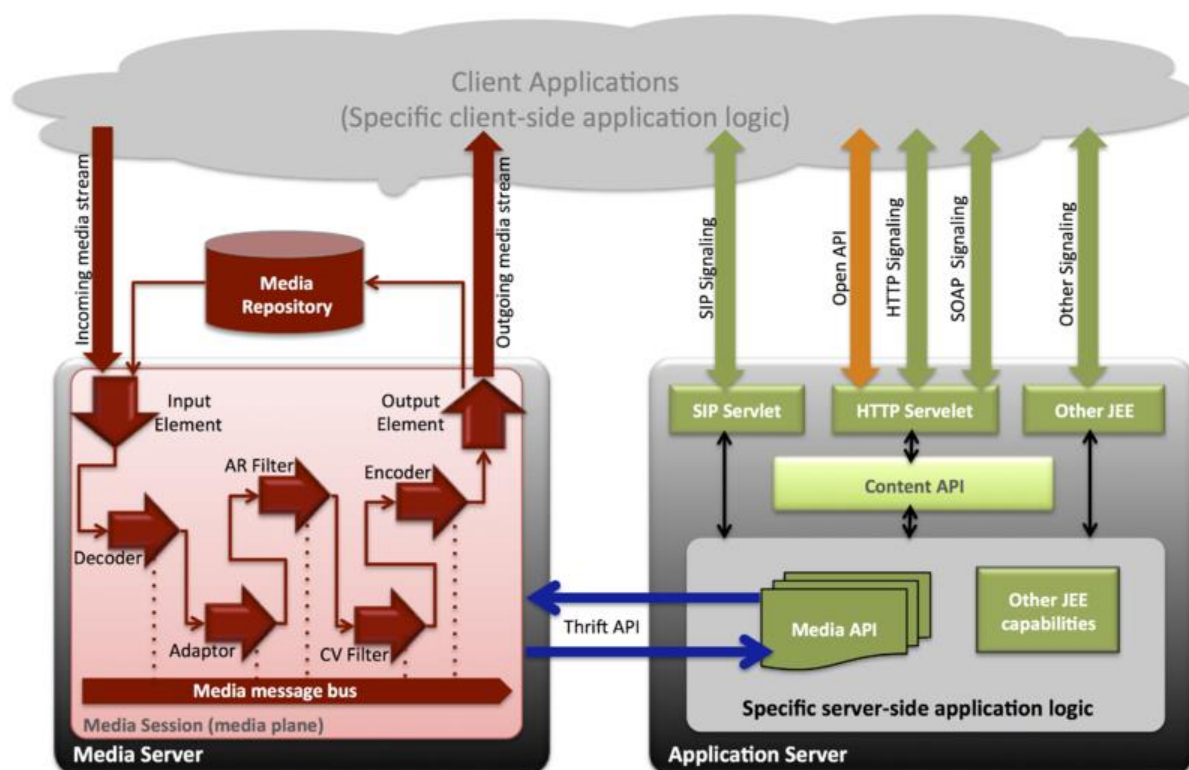 Client Applications
(Specific client-side application logic)
Incoming media stream
Outgoing media stream
SIP Signaling
Open API
HTTP Signaling
SOAP Signaling
Other Signaling
Media
Repository
Input
Element
Output
Element
SIP Servlet
HTTP Servelet
Other JEE
AR Filter
Encoder
Content API
Decoder
Adaptor
CV Filter
Thrift API
Media API
Other JEE
capabilities
Media message bus
Media Session (media plane)
Specific server-side application logic
Media Server
Application Server